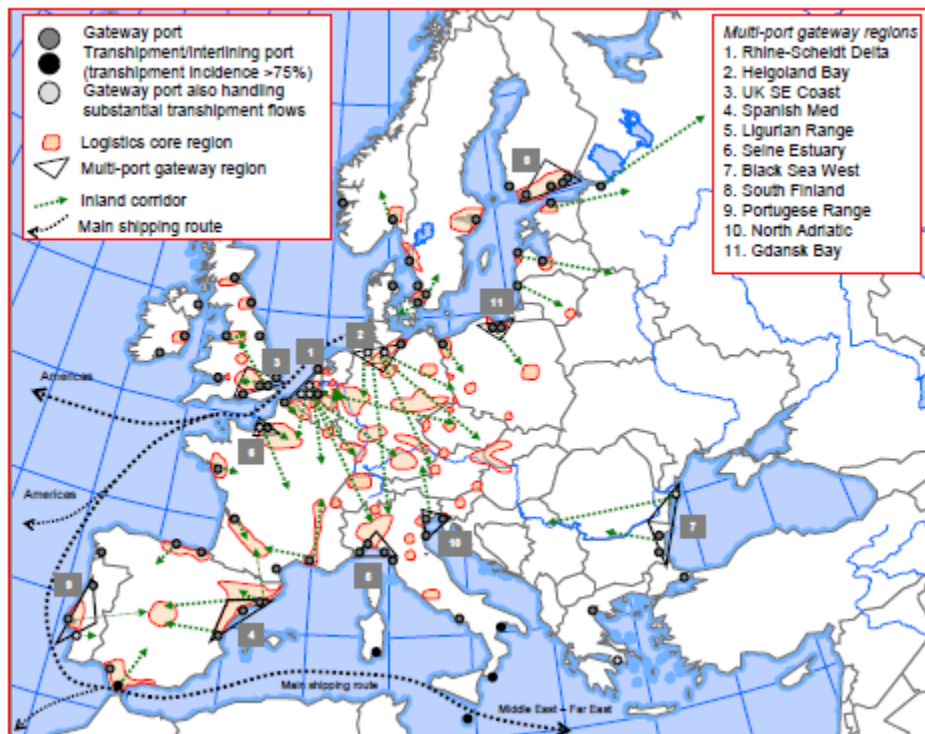 Gateway port
Transhipment/Interlining port
(transhipment incidence >75%)
Gateway port also handling
substantial transhipment flows
Logistics core region
Multi-port gateway region
Inland corridor
Main shipping route
Multi-port gateway regions
1. Rhine-Scheldt Delta
2. Helgoland Bay
3. UK SE Coast
4. Spanish Med
5. Ligurian Range
6. Seine Estuary
7. Black Sea West
8. South Finland
9. Portugese Range
10. North Adriatic
11. Gdansk Bay
8
11
2
1
3
Americas
6
Americas
7
10
5
9
4
Main shipping route
Middle East – Far East